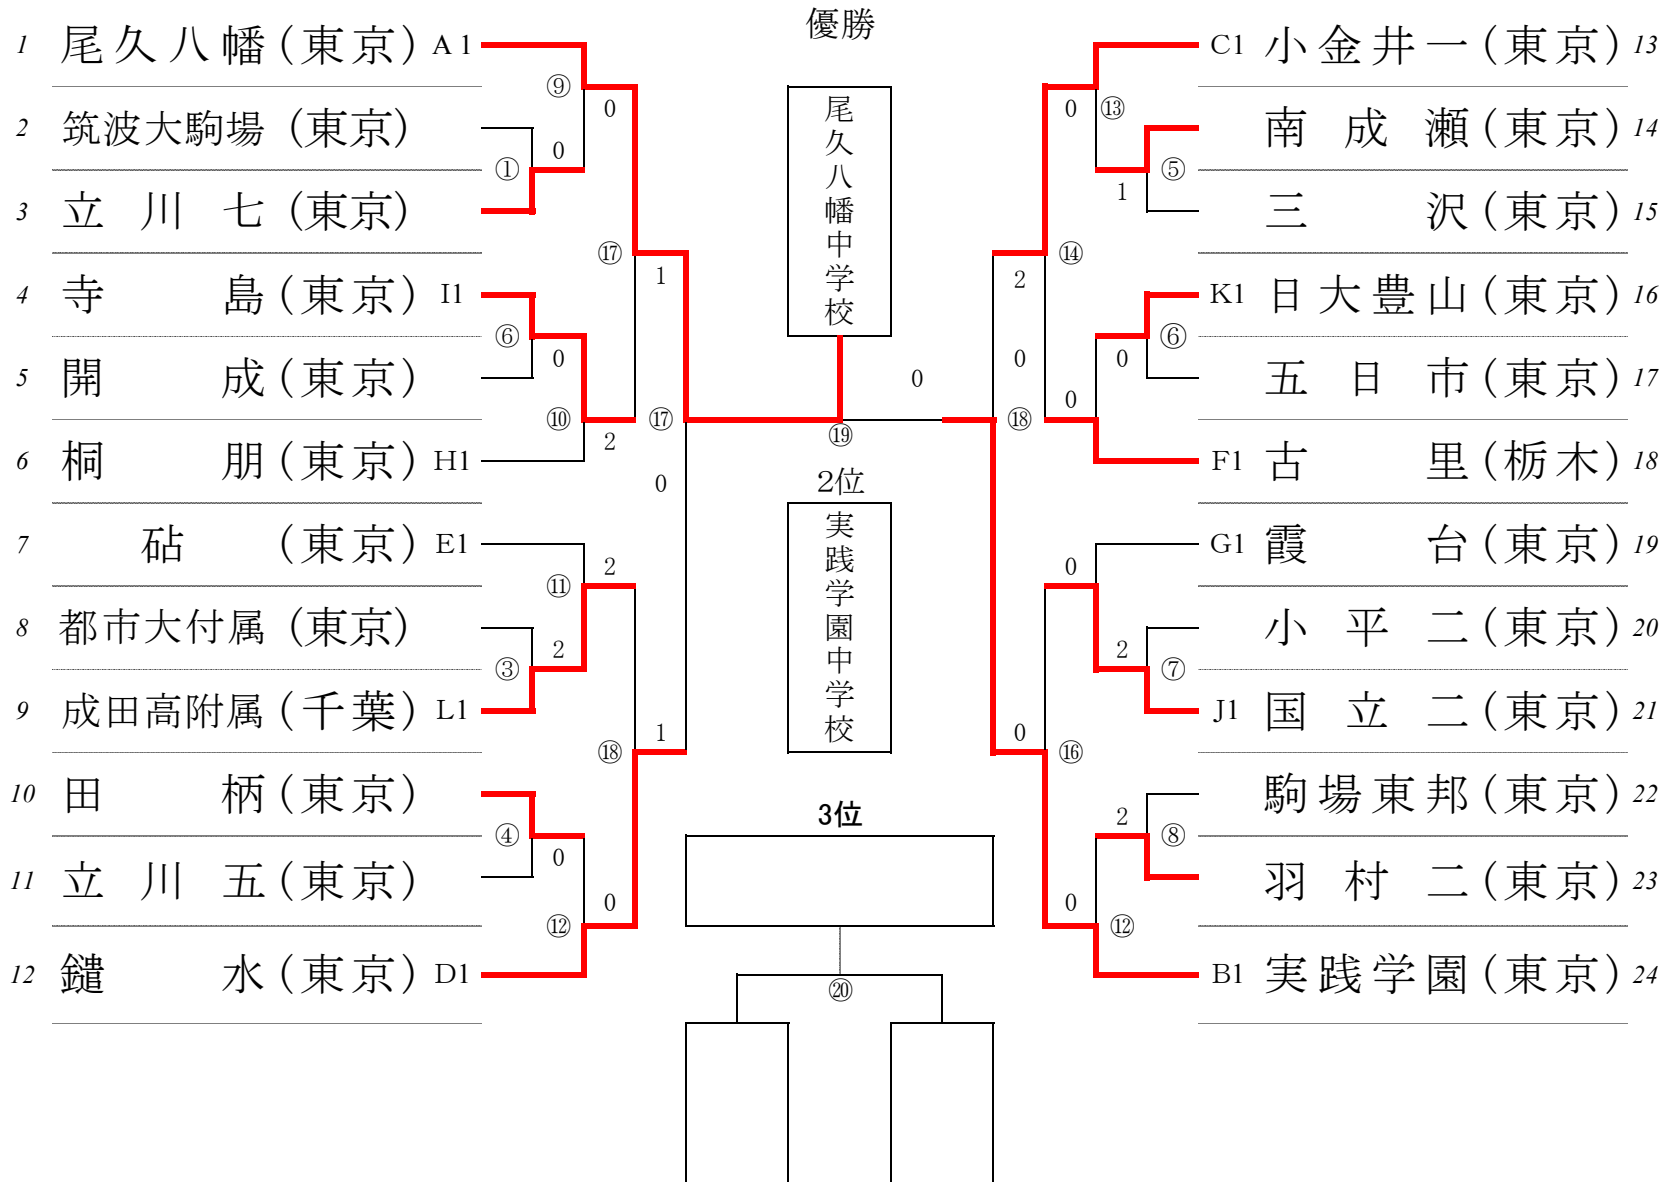 優勝
尾久八幡中学校
2位
実践学園中学校
3位
1 尾久八幡(東京) A1
2 筑波大駒場(東京)
3 立川七(東京)
4 寺島(東京) I1
5 開成(東京)
6 桐朋(東京) H1
7 砧(東京) E1
8 都市大付属(東京)
9 成田高附属(千葉) L1
10 田柄(東京)
11 立川五(東京)
12 鑓水(東京) D1
⑨
0
0
①
⑰
1
⑥
0
⑩
2
⑰
0
⑪
2
③
2
⑱
1
④
0
⑫
0
0
⑲
⑳
0
⑬
1
⑤
2
⑭
0
⑱
0
0
⑥
0
2
⑦
0
⑯
2
⑧
0
⑫
C1 小金井一(東京) 13
南成瀬(東京) 14
三沢(東京) 15
K1 日大豊山(東京) 16
五日市(東京) 17
F1 古里(栃木) 18
G1 霞台(東京) 19
小平二(東京) 20
J1 国立二(東京) 21
駒場東邦(東京) 22
羽村二(東京) 23
B1 実践学園(東京) 24